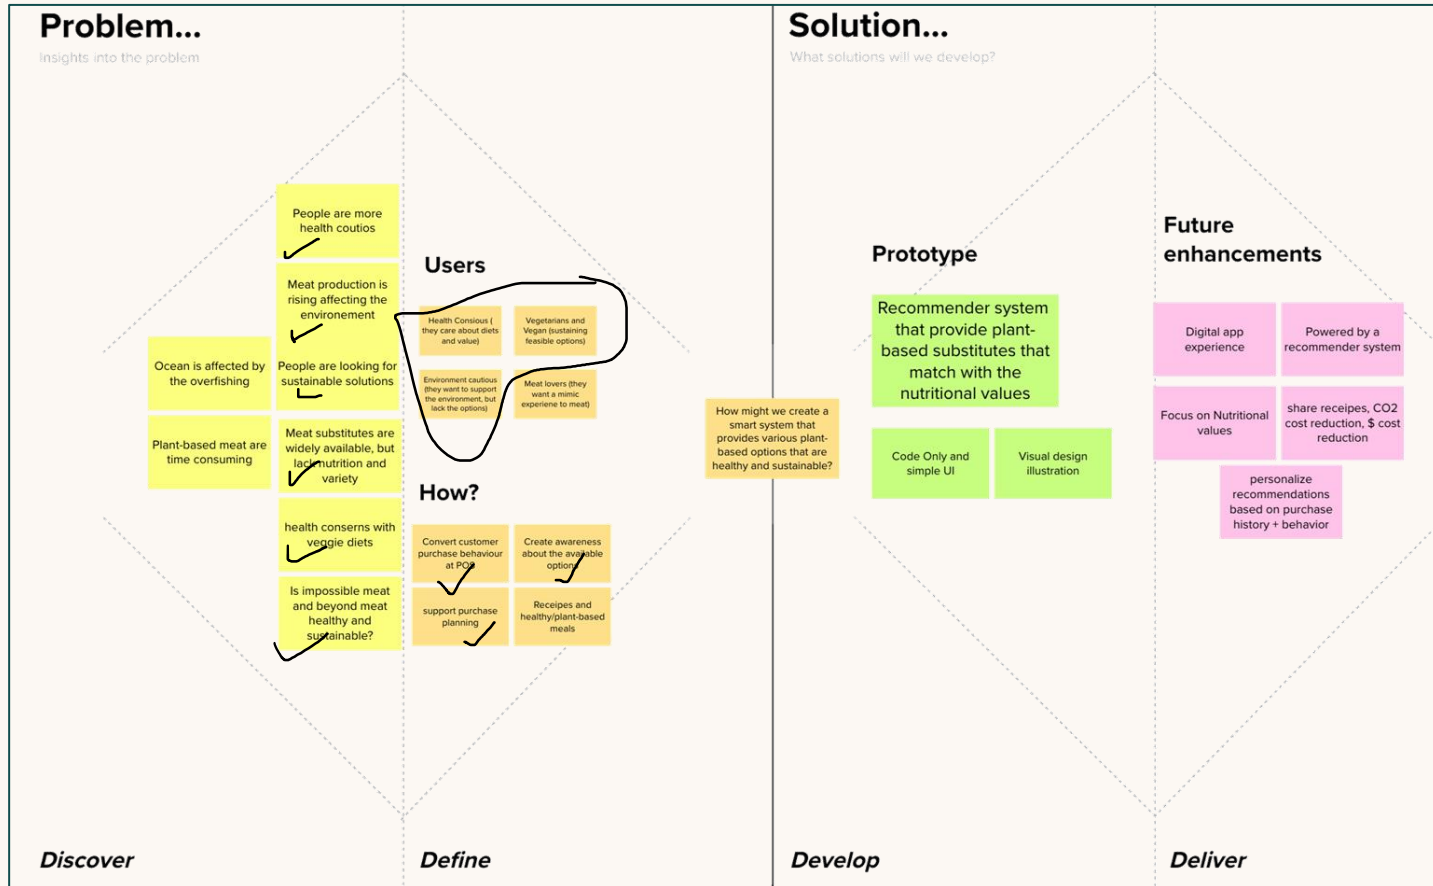 Problem...
Insights into the problem
People are more
health coutios
Meat production is
rising affecting the
environement
Ocean is affected by
the overfishing
People are looking for
sustainable solutions
Plant-based meat are
time consuming
Meat substitutes are
widely available, but
lack nutrition and
variety
health conserns with
veggie diets
Is impossible meat
and beyond meat
healthy and
sustainable?
Users
Health Consious (
they care about diets
and value)
Vegetarians and
Vegan (sustaining
feasible options)
Environment cautious
(they want to support
the environment, but
lack the options)
Meat lovers (they
want a mimic
experiene to meat)
How?
Convert customer
purchase behaviour
at POS
Create awareness
about the available
options
support purchase
planning
Receipes and
healthy/plant-based
meals
How might we create a
smart system that
provides various plant-
based options that are
healthy and sustainable?
Solution...
What solutions will we develop?
Prototype
Recommender system
that provide plant-
based substitutes that
match with the
nutritional values
Code Only and
simple UI
Visual design
illustration
Future
enhancements
Digital app
experience
Powered by a
recommender system
Focus on Nutritional
values
share receipes, CO2
cost reduction, $ cost
reduction
personalize
recommendations
based on purchase
history + behavior
Discover
Define
Develop
Deliver